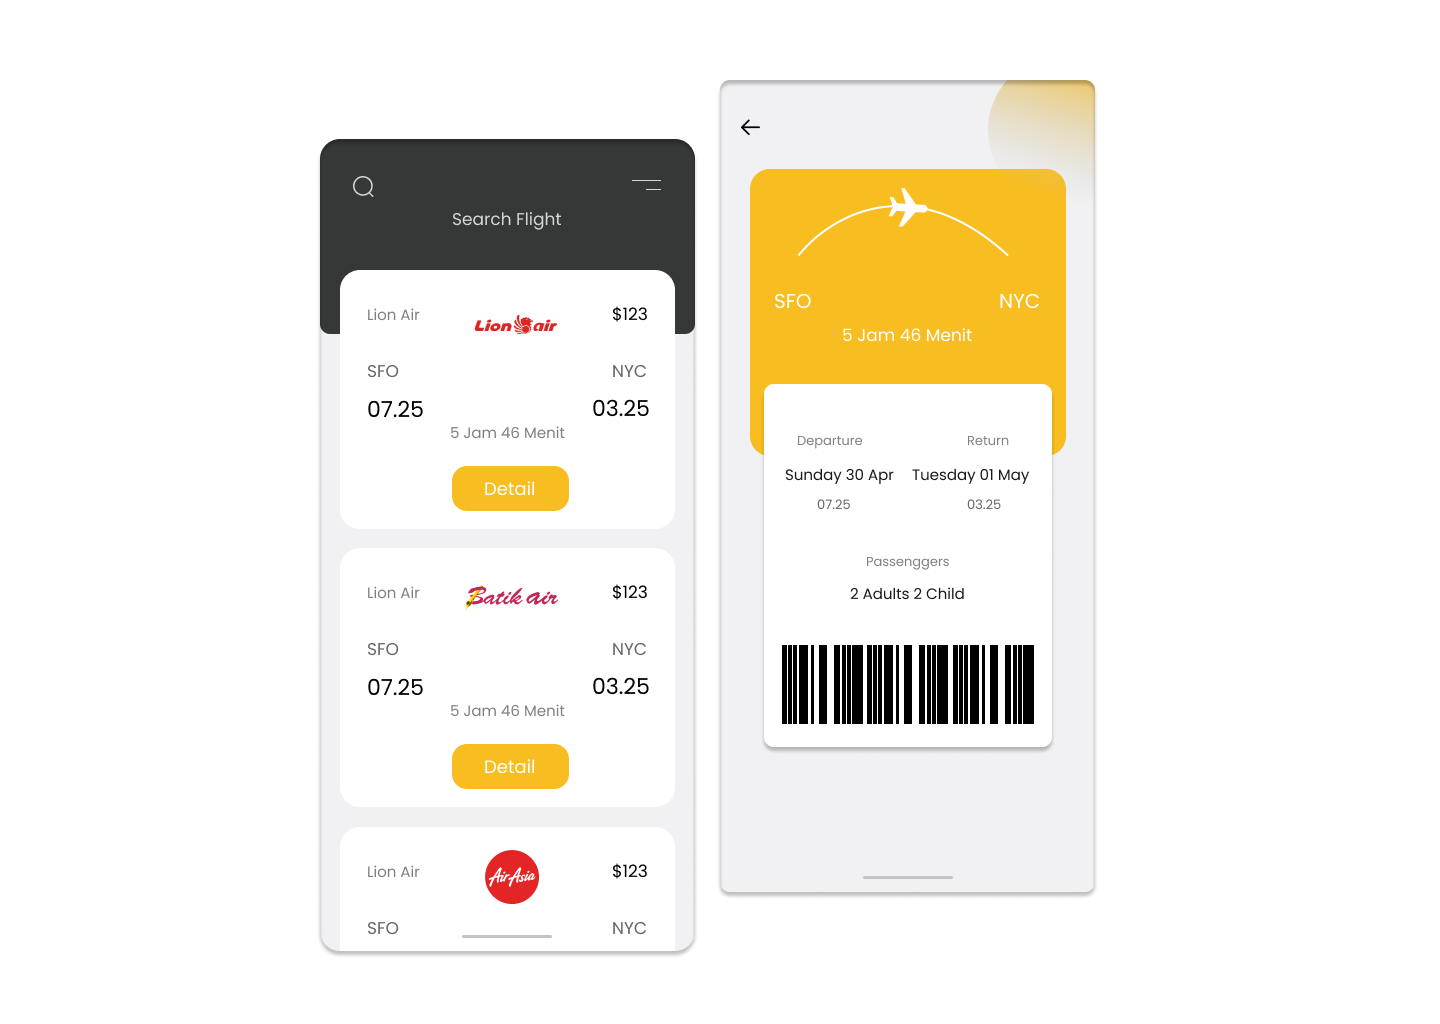 Search Flight
Lion Air
Lion air
$123
SFO
NYC
07.25
03.25
5 Jam 46 Menit
Detail
Lion Air
Batik air
$123
SFO
NYC
07.25
03.25
5 Jam 46 Menit
Detail
Lion Air
AirAsia
$123
SFO
NYC
SFO
NYC
5 Jam 46 Menit
Departure
Return
Sunday 30 Apr
Tuesday 01 May
07.25
03.25
Passenggers
2 Adults 2 Child